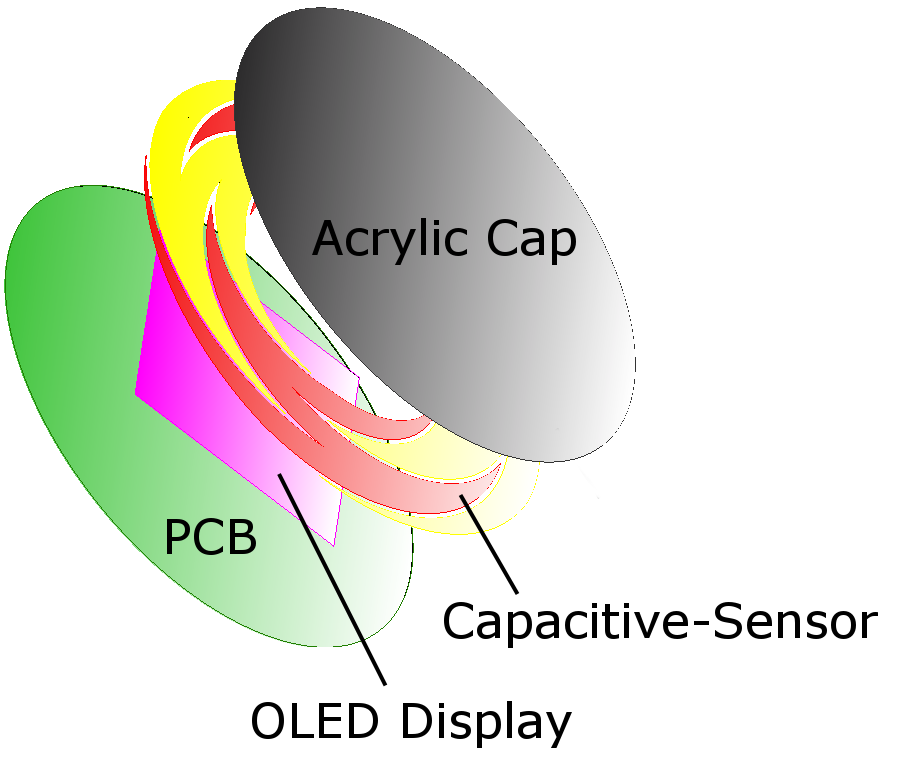 Acrylic Cap
PCB
Capacitive-Sensor
OLED Display